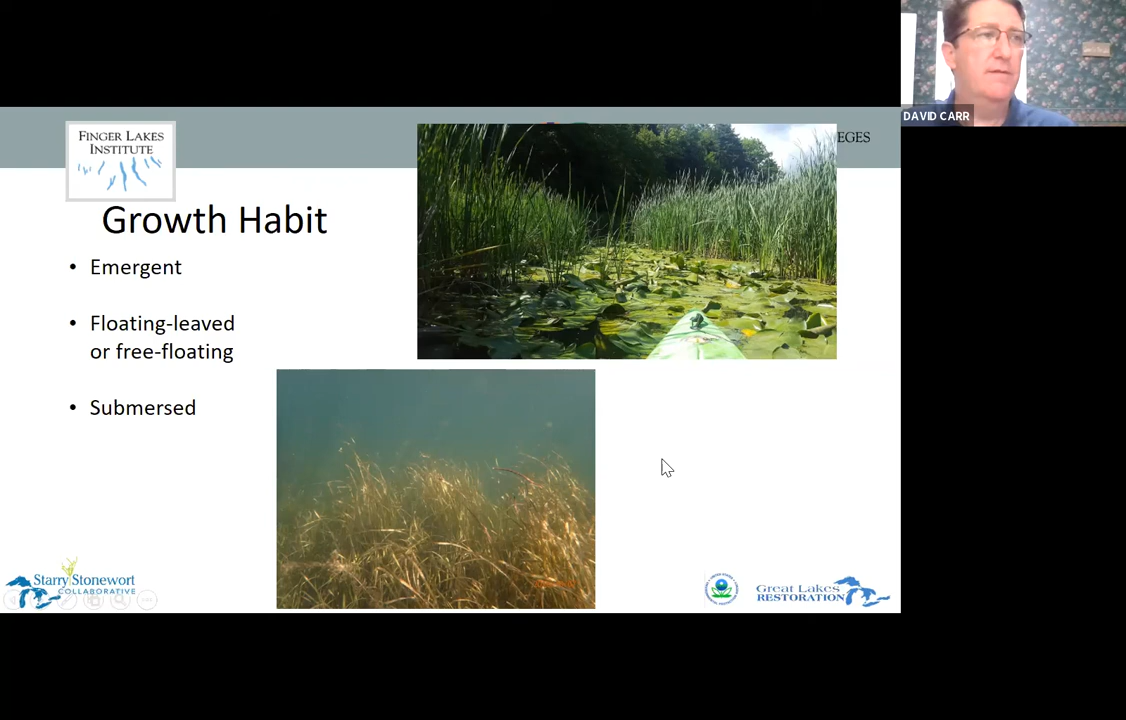 DAVID CARR
FINGER LAKES
INSTITUTE
EGES
Growth Habit
• Emergent
• Floating-leaved
or free-floating
• Submersed
Starry Stonewort
COLLABORATIVE
Great Lakes
RESTORATION